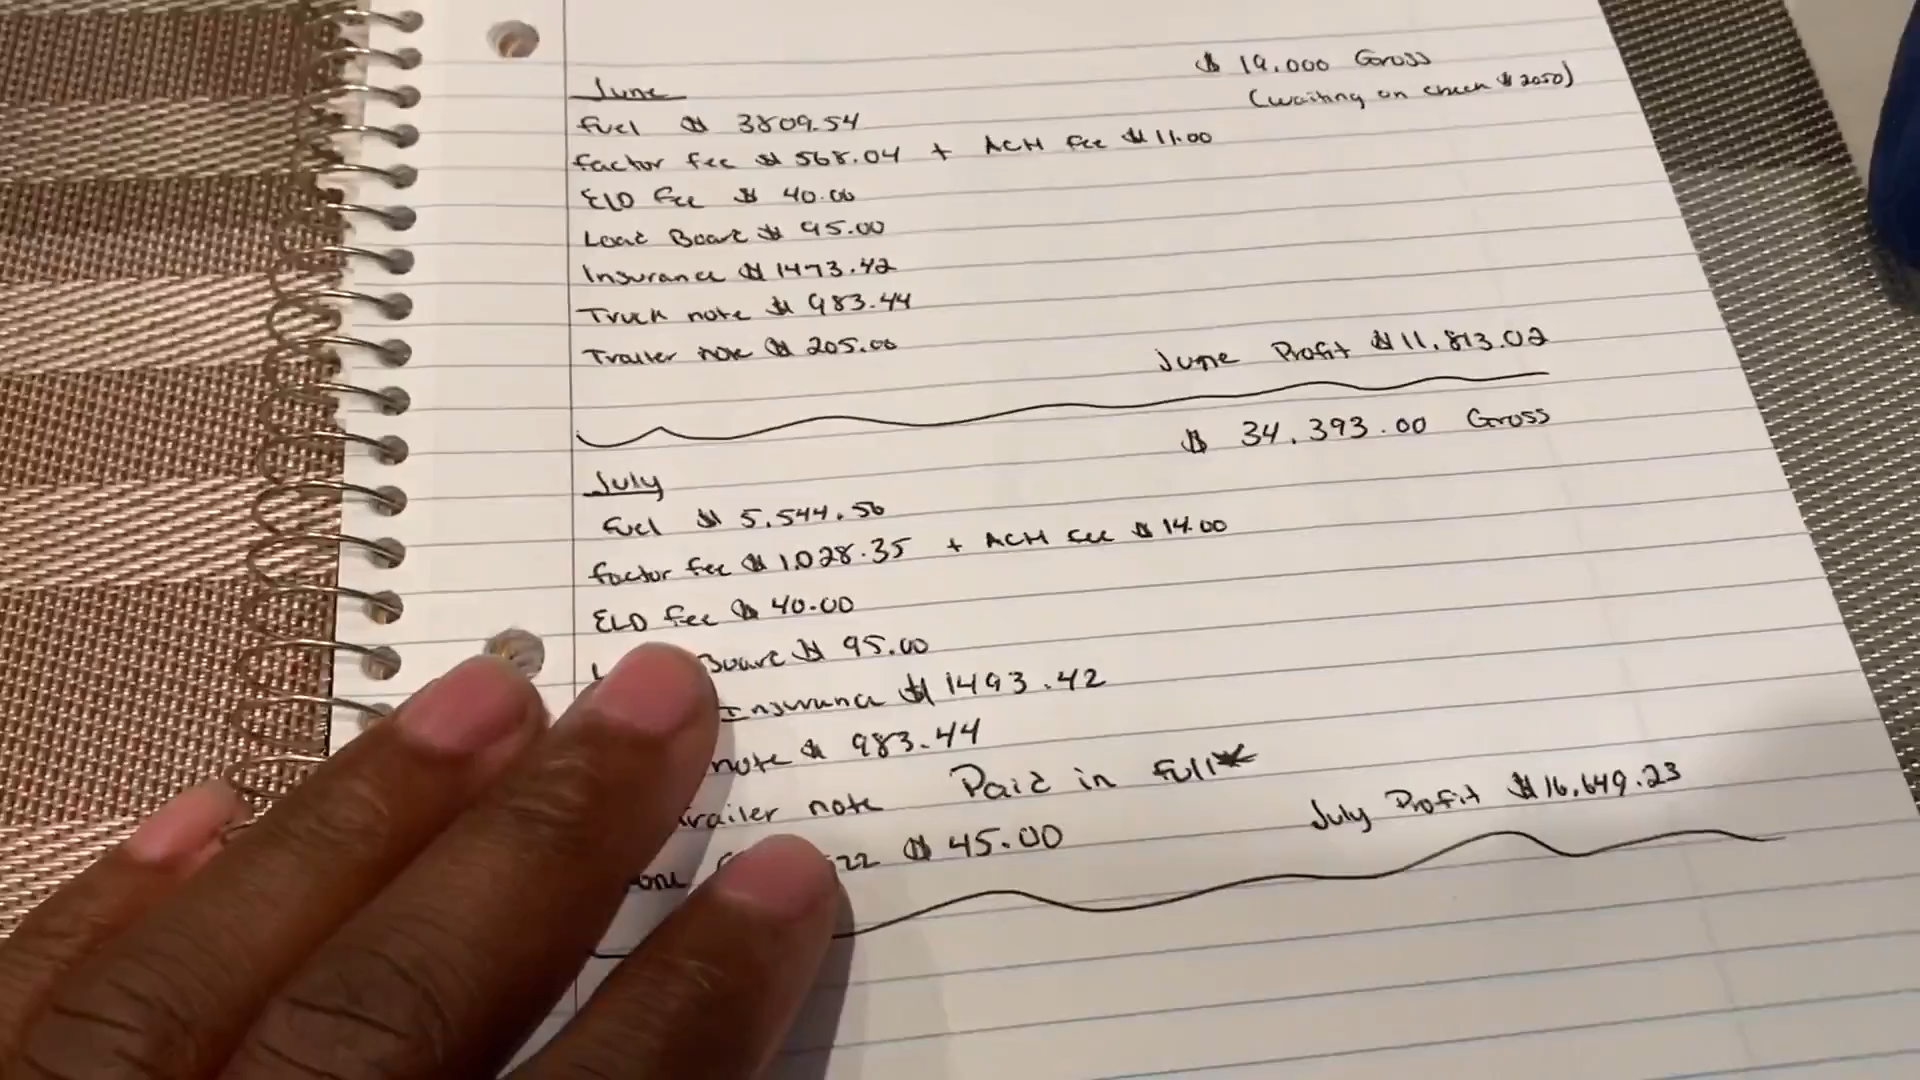 $ 19.000 Gross
(waiting on check $2050)
June
fuel $ 3809.54
factor fee $ 568.04 + ACH fee $11.00
ELD fee $ 40.00
Load Board $ 95.00
Insurance $1473.42
Truck note $ 983.44
Trailer note $ 205.00
June Profit $11,813.02
$ 34.393.00 Gross
July
fuel $ 5.544.56
factor fee $ 1.028.35 + ACH fee $14.00
ELD fee $ 40.00
Board $ 95.00
Insurance $1493.42
note $ 983.44
Trailer note Paid in full*
$ 45.00
July Profit $16,649.23